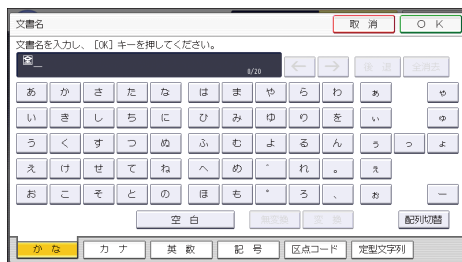 文書名
取 消
O K
文書名を入力し、[OK] キーを押してください。
全
0/20
← → 後 退 全消去
あ か さ た な は ま や ら わ ぁ ゃ
い き し ち に ひ み ゆ り を ぃ ゅ
う く す つ ぬ ふ む よ る ん ぅ っ ょ
え け せ て ね へ め ゛ れ 。 ぇ
お こ そ と の ほ も ゜ ろ 、 ぉ ー
空 白 無変換 変 換 配列切替
か な カ ナ 英 数 記 号 区点コード 定型文字列